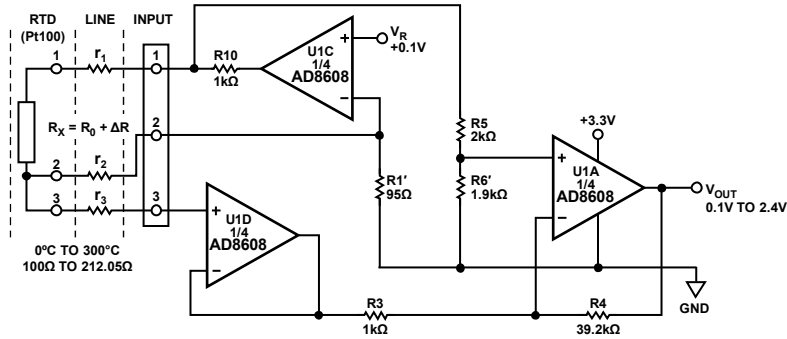 RTD
(Pt100)
LINE
INPUT
1
r1
1
R10
1kΩ
U1C
1/4
AD8608
+
−
VR
+0.1V
RX = R0 + ΔR
2
r2
2
3
r3
3
0ºC TO 300°C
100Ω TO 212.05Ω
+
−
U1D
1/4
AD8608
R1′
95Ω
R5
2kΩ
R6′
1.9kΩ
+3.3V
+
−
U1A
1/4
AD8608
VOUT
0.1V TO 2.4V
GND
R3
1kΩ
R4
39.2kΩ